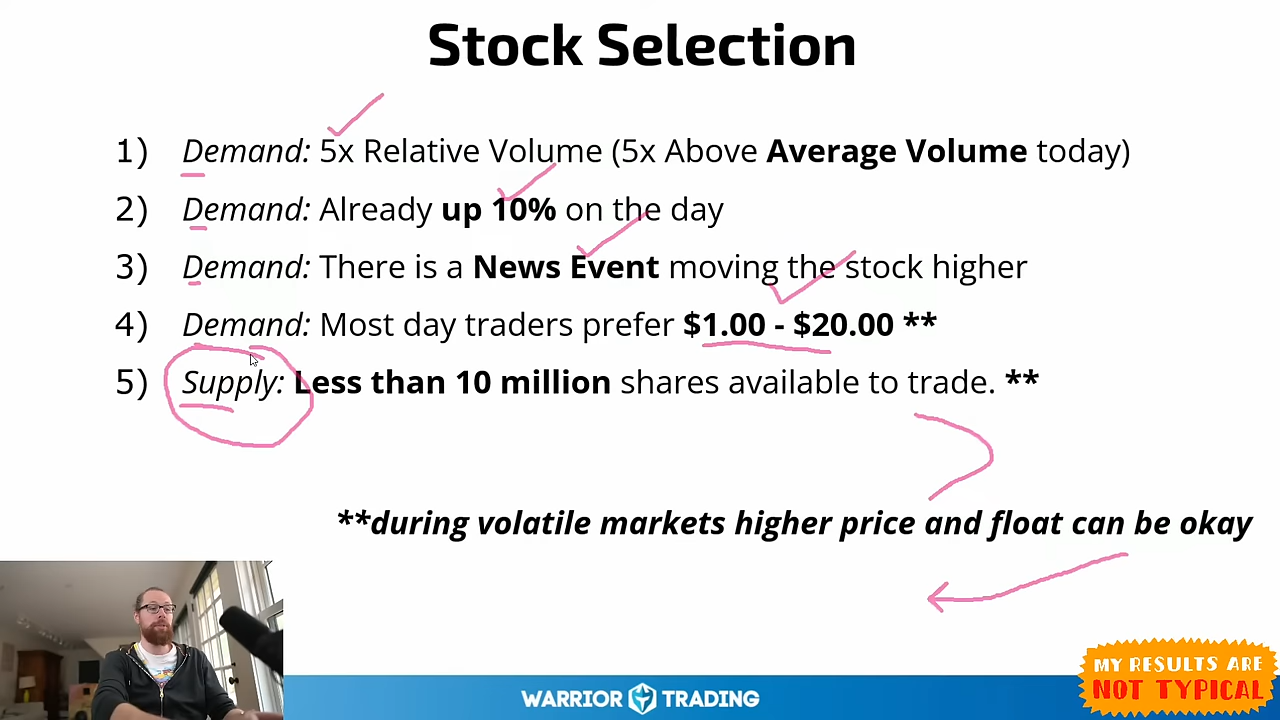 Stock Selection
1) Demand: 5x Relative Volume (5x Above Average Volume today)
2) Demand: Already up 10% on the day
3) Demand: There is a News Event moving the stock higher
4) Demand: Most day traders prefer $1.00 - $20.00 **
5) Supply: Less than 10 million shares available to trade. **
**during volatile markets higher price and float can be okay
MY RESULTS ARE
NOT TYPICAL
WARRIOR TRADING